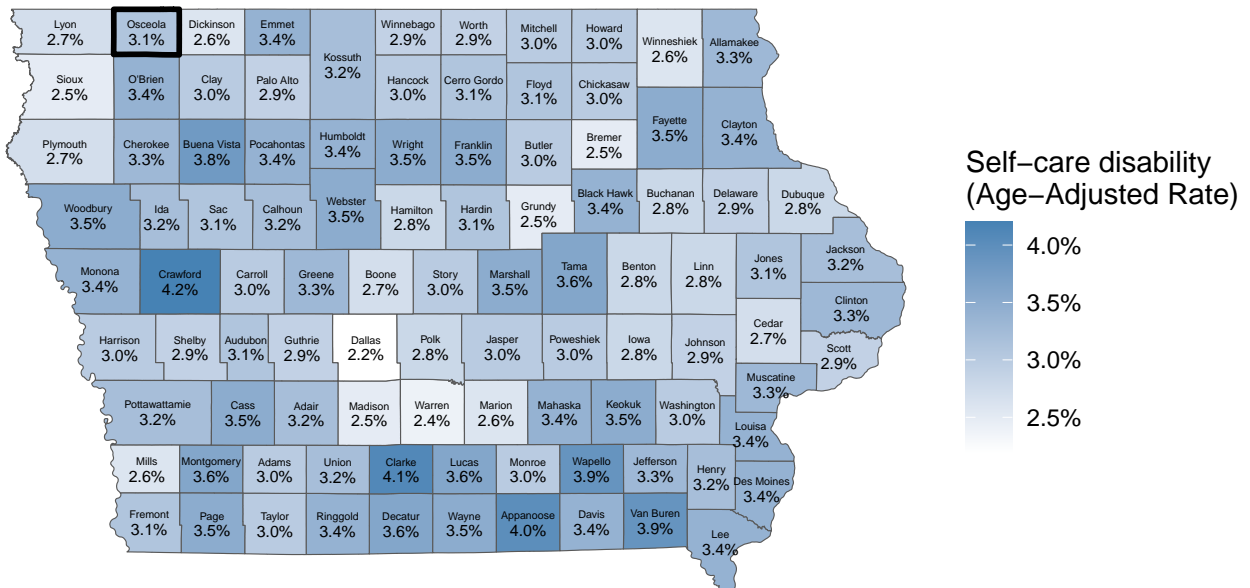 Lyon
2.7%
Osceola
3.1%
Dickinson
2.6%
Emmet
3.4%
Kossuth
3.2%
Winnebago
2.9%
Worth
2.9%
Mitchell
3.0%
Howard
3.0%
Winneshiek
2.6%
Allamakee
3.3%
Sioux
2.5%
O'Brien
3.4%
Clay
3.0%
Palo Alto
2.9%
Hancock
3.0%
Cerro Gordo
3.1%
Floyd
3.1%
Chickasaw
3.0%
Fayette
3.5%
Clayton
3.4%
Plymouth
2.7%
Cherokee
3.3%
Buena Vista
3.8%
Pocahontas
3.4%
Humboldt
3.4%
Wright
3.5%
Franklin
3.5%
Butler
3.0%
Bremer
2.5%
Woodbury
3.5%
Ida
3.2%
Sac
3.1%
Calhoun
3.2%
Webster
3.5%
Hamilton
2.8%
Hardin
3.1%
Grundy
2.5%
Black Hawk
3.4%
Buchanan
2.8%
Delaware
2.9%
Dubuque
2.8%
Monona
3.4%
Crawford
4.2%
Carroll
3.0%
Greene
3.3%
Boone
2.7%
Story
3.0%
Marshall
3.5%
Tama
3.6%
Benton
2.8%
Linn
2.8%
Jones
3.1%
Jackson
3.2%
Clinton
3.3%
Harrison
3.0%
Shelby
2.9%
Audubon
3.1%
Guthrie
2.9%
Dallas
2.2%
Polk
2.8%
Jasper
3.0%
Poweshiek
3.0%
Iowa
2.8%
Johnson
2.9%
Cedar
2.7%
Scott
2.9%
Muscatine
3.3%
Pottawattamie
3.2%
Cass
3.5%
Adair
3.2%
Madison
2.5%
Warren
2.4%
Marion
2.6%
Mahaska
3.4%
Keokuk
3.5%
Washington
3.0%
Louisa
3.4%
Mills
2.6%
Montgomery
3.6%
Adams
3.0%
Union
3.2%
Clarke
4.1%
Lucas
3.6%
Monroe
3.0%
Wapello
3.9%
Jefferson
3.3%
Henry
3.2%
Des Moines
3.4%
Fremont
3.1%
Page
3.5%
Taylor
3.0%
Ringgold
3.4%
Decatur
3.6%
Wayne
3.5%
Appanoose
4.0%
Davis
3.4%
Van Buren
3.9%
Lee
3.4%
Self−care disability
(Age−Adjusted Rate)
4.0%
3.5%
3.0%
2.5%